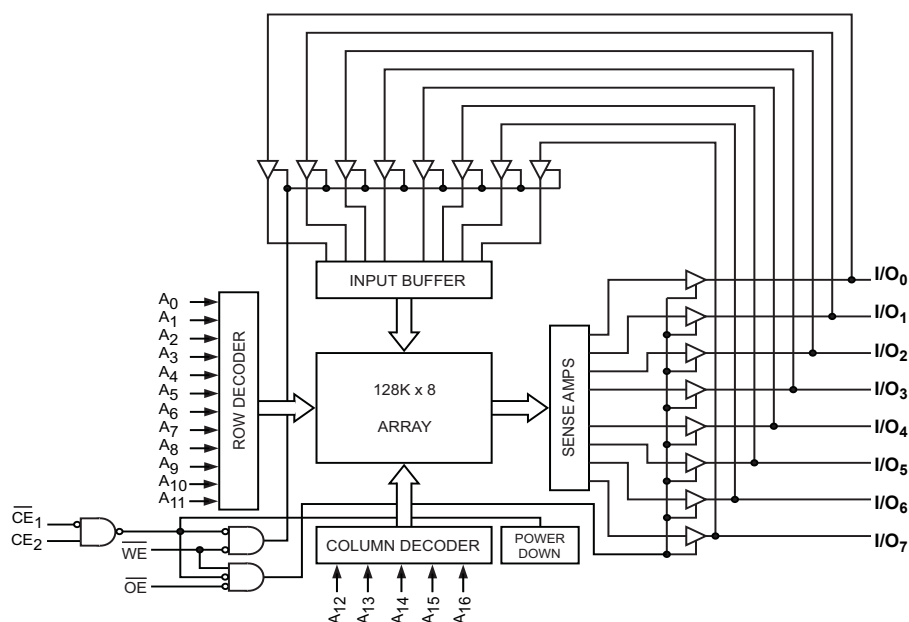 INPUT BUFFER
I/O0
I/O1
I/O2
I/O3
I/O4
I/O5
I/O6
I/O7
A0
A1
A2
A3
A4
A5
A6
A7
A8
A9
A10
A11
ROW DECODER
128K x 8
ARRAY
SENSE AMPS
CE1
CE2
WE
OE
COLUMN DECODER
POWER
DOWN
A12
A13
A14
A15
A16